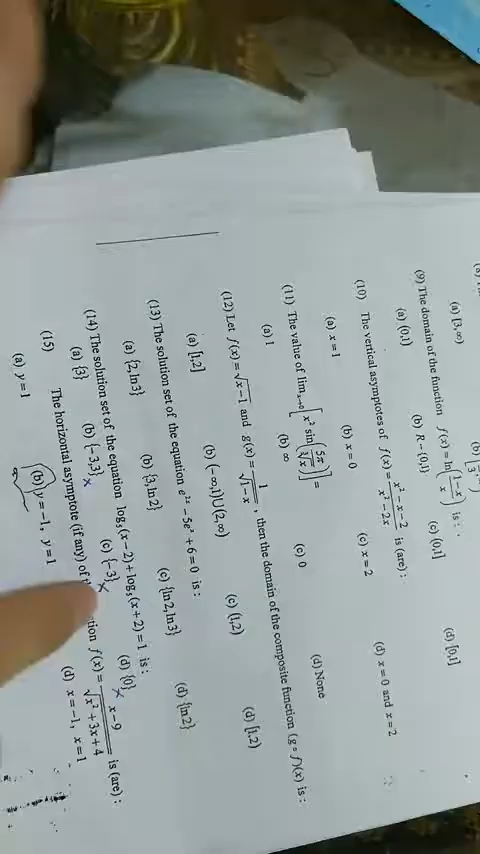 (a) [3,∞)
(9) The domain of the function f(x) = ln((1-x)/x) is :
(a) (0,1) (b) R-(0,1) (c) (0,1] (d) [0,1]
(10) The vertical asymptotes of f(x) = (x²-x-2)/(x²-2x) is (are) :
(a) x=1 (b) x=0 (c) x=2 (d) x=0 and x=2
(11) The value of lim x→0 [x² sin(5π/∛x)] =
(a) 1 (b) ∞ (c) 0 (d) None
(12) Let f(x) = √(x-1) and g(x) = 1/√(1-x), then the domain of the composite function (g∘f)(x) is :
(a) [1,2] (b) (-∞,1)∪(2,∞) (c) (1,2) (d) [1,2)
(13) The solution set of the equation e²ˣ - 5eˣ + 6 = 0 is :
(a) {2,ln3} (b) {3,ln2} (c) {ln2,ln3} (d) {ln2}
(14) The solution set of the equation log₅(x-2) + log₅(x+2) = 1 is :
(a) {3} (b) {-3,3} x (c) {-3} x (d) {0} x
(15) The horizontal asymptote (if any) of f(x) = (x-9)/√(x²+3x+4) is (are) :
(a) y=1 (b) y=-1, y=1 (d) x=-1, x=1